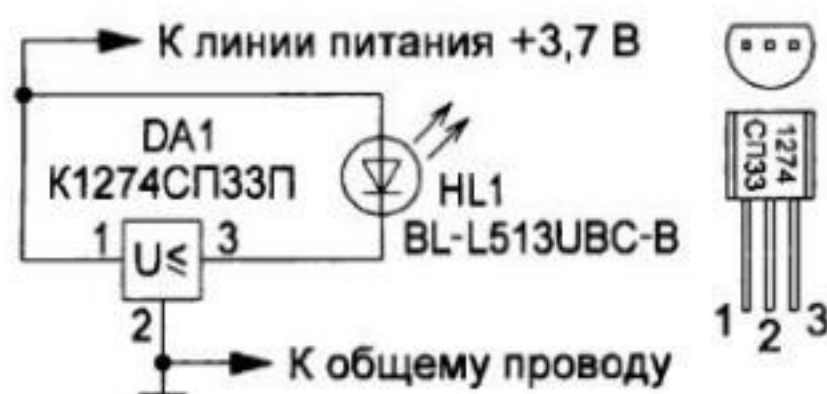 К линии питания +3,7 В
DA1
К1274СП33П
HL1
BL-L513UBC-B
1
U≤
3
2
К общему проводу
1274
СП33
1
2
3